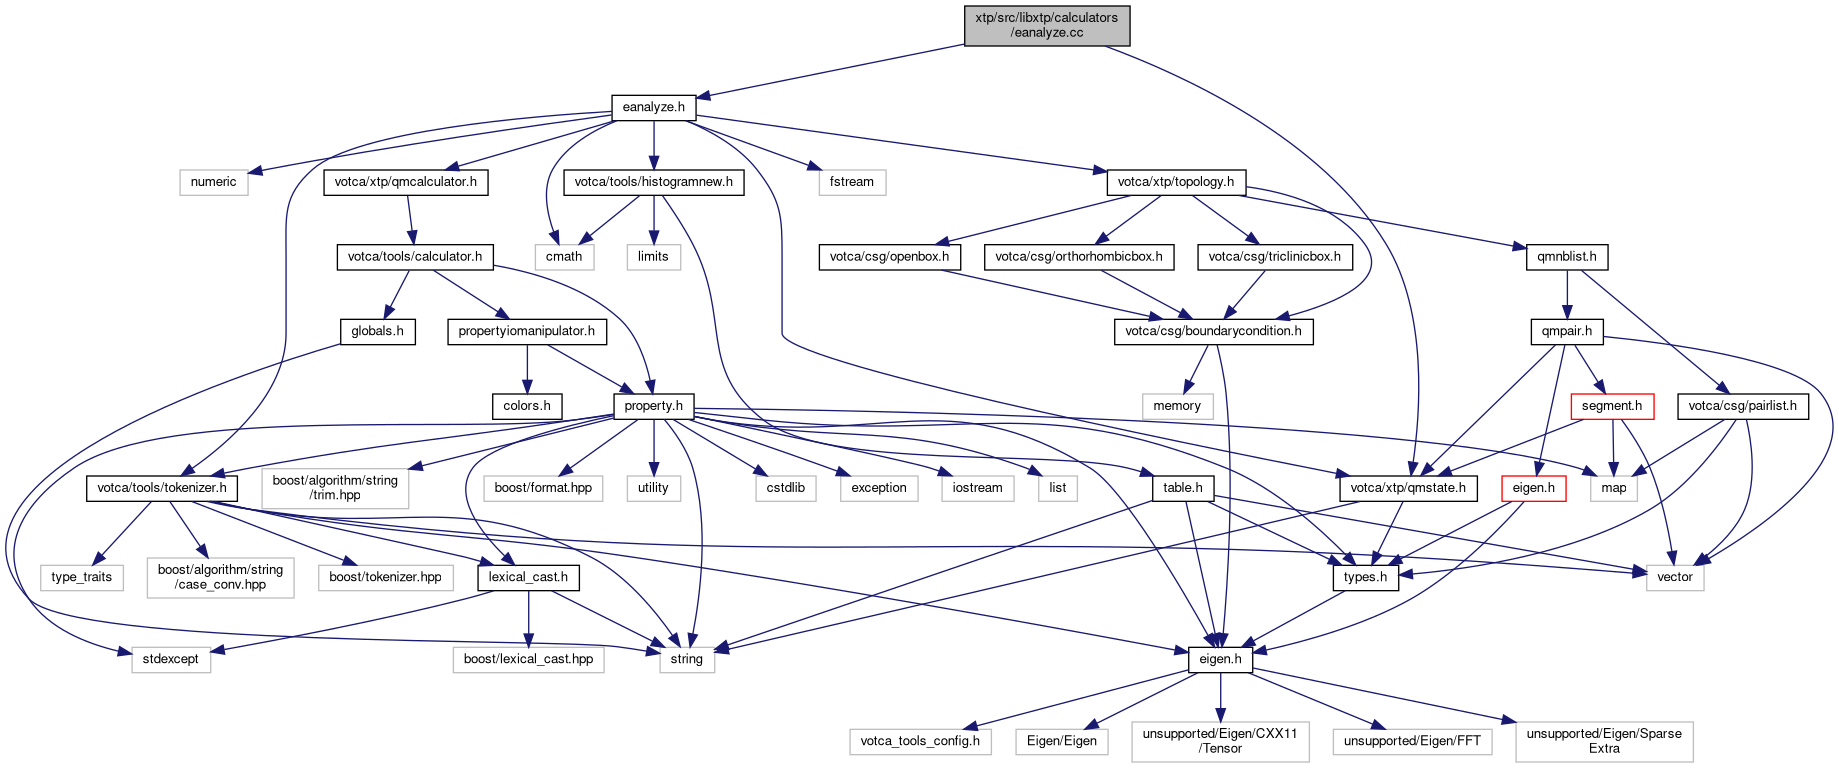 xtp/src/libxtp/calculators
/eanalyze.cc
eanalyze.h
numeric
votca/xtp/qmcalculator.h
votca/tools/histogramnew.h
fstream
votca/xtp/topology.h
votca/tools/calculator.h
cmath
limits
votca/csg/openbox.h
votca/csg/orthorhombicbox.h
votca/csg/triclinicbox.h
qmnblist.h
globals.h
propertyiomanipulator.h
votca/csg/boundarycondition.h
qmpair.h
colors.h
property.h
memory
segment.h
votca/csg/pairlist.h
votca/tools/tokenizer.h
boost/algorithm/string
/trim.hpp
boost/format.hpp
utility
cstdlib
exception
iostream
list
table.h
votca/xtp/qmstate.h
eigen.h
map
type_traits
boost/algorithm/string
/case_conv.hpp
boost/tokenizer.hpp
lexical_cast.h
types.h
vector
stdexcept
boost/lexical_cast.hpp
string
eigen.h
votca_tools_config.h
Eigen/Eigen
unsupported/Eigen/CXX11
/Tensor
unsupported/Eigen/FFT
unsupported/Eigen/Sparse
Extra